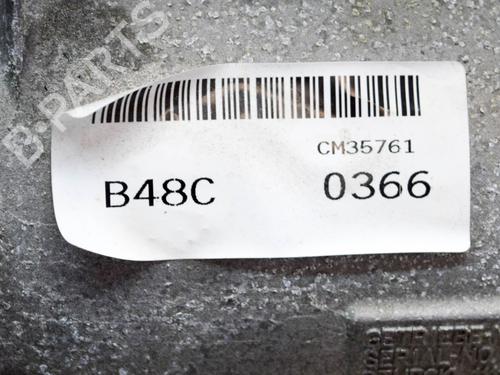 B-PARTS
CM35761
B48C 0366
GETRIEBE
SERIAL-NO